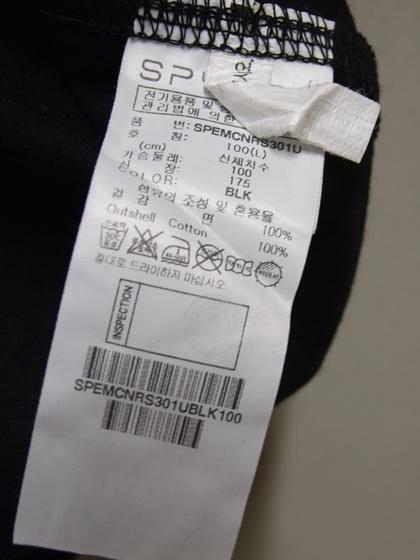 전기용품 및
관리법에 의한
품 번: SPEMCNRS301U
호 칭: 100(L)
(cm) 신체치수
가슴둘레: 100
신 장: 175
COLOR: BLK
섬유의 조성 및 혼용율
겉감 면 100%
Outshell Cotton 100%
절대로 드라이하지 마십시오.
INSPECTION
SPEMCNRS301UBLK100